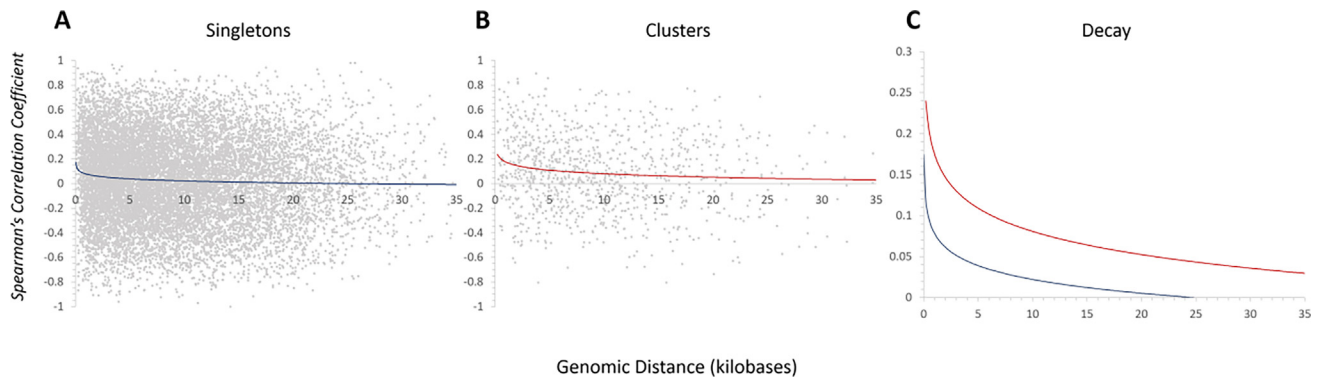 A
Singletons
Spearman's Correlation Coefficient
1
0.8
0.6
0.4
0.2
0
-0.2
-0.4
-0.6
-0.8
-1
0 5 10 15 20 25 30 35
B
Clusters
1
0.8
0.6
0.4
0.2
0
-0.2
-0.4
-0.6
-0.8
-1
0 5 10 15 20 25 30 35
C
Decay
0.3
0.25
0.2
0.15
0.1
0.05
0
0 5 10 15 20 25 30 35
Genomic Distance (kilobases)